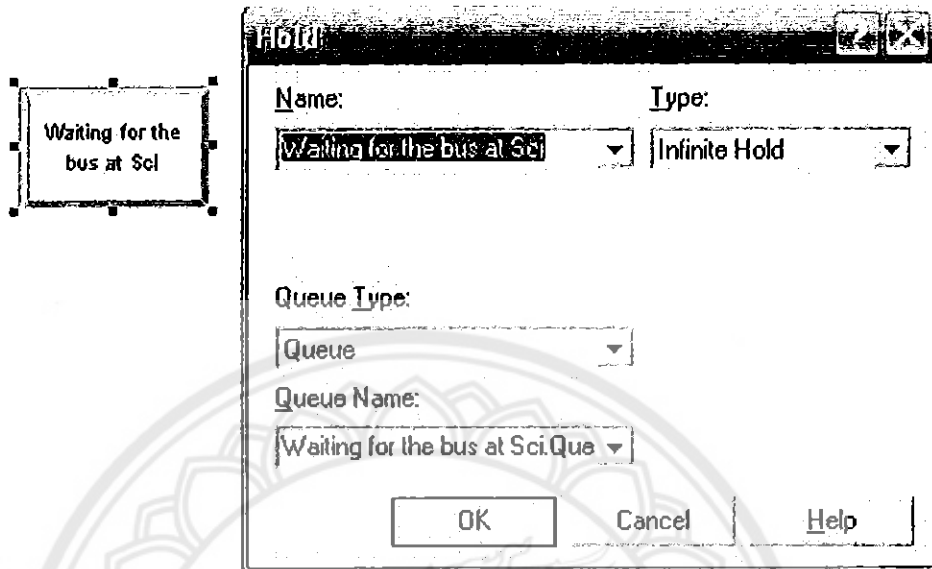 Waiting for the
bus at Sci
Hold
? X
Name:
Type:
Waiting for the bus at Sci
Infinite Hold
Queue Type:
Queue
Queue Name:
Waiting for the bus at Sci.Que
OK
Cancel
Help